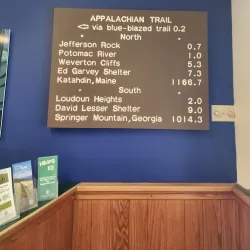 APPALACHIAN TRAIL
⇦ via blue-blazed trail 0.2
North
Jefferson Rock 0.7
Potomac River 1.0
Weverton Cliffs 5.3
Ed Garvey Shelter 7.3
Katahdin, Maine 1166.7
South
Loudoun Heights 2.0
David Lesser Shelter 9.0
Springer Mountain, Georgia 1014.3